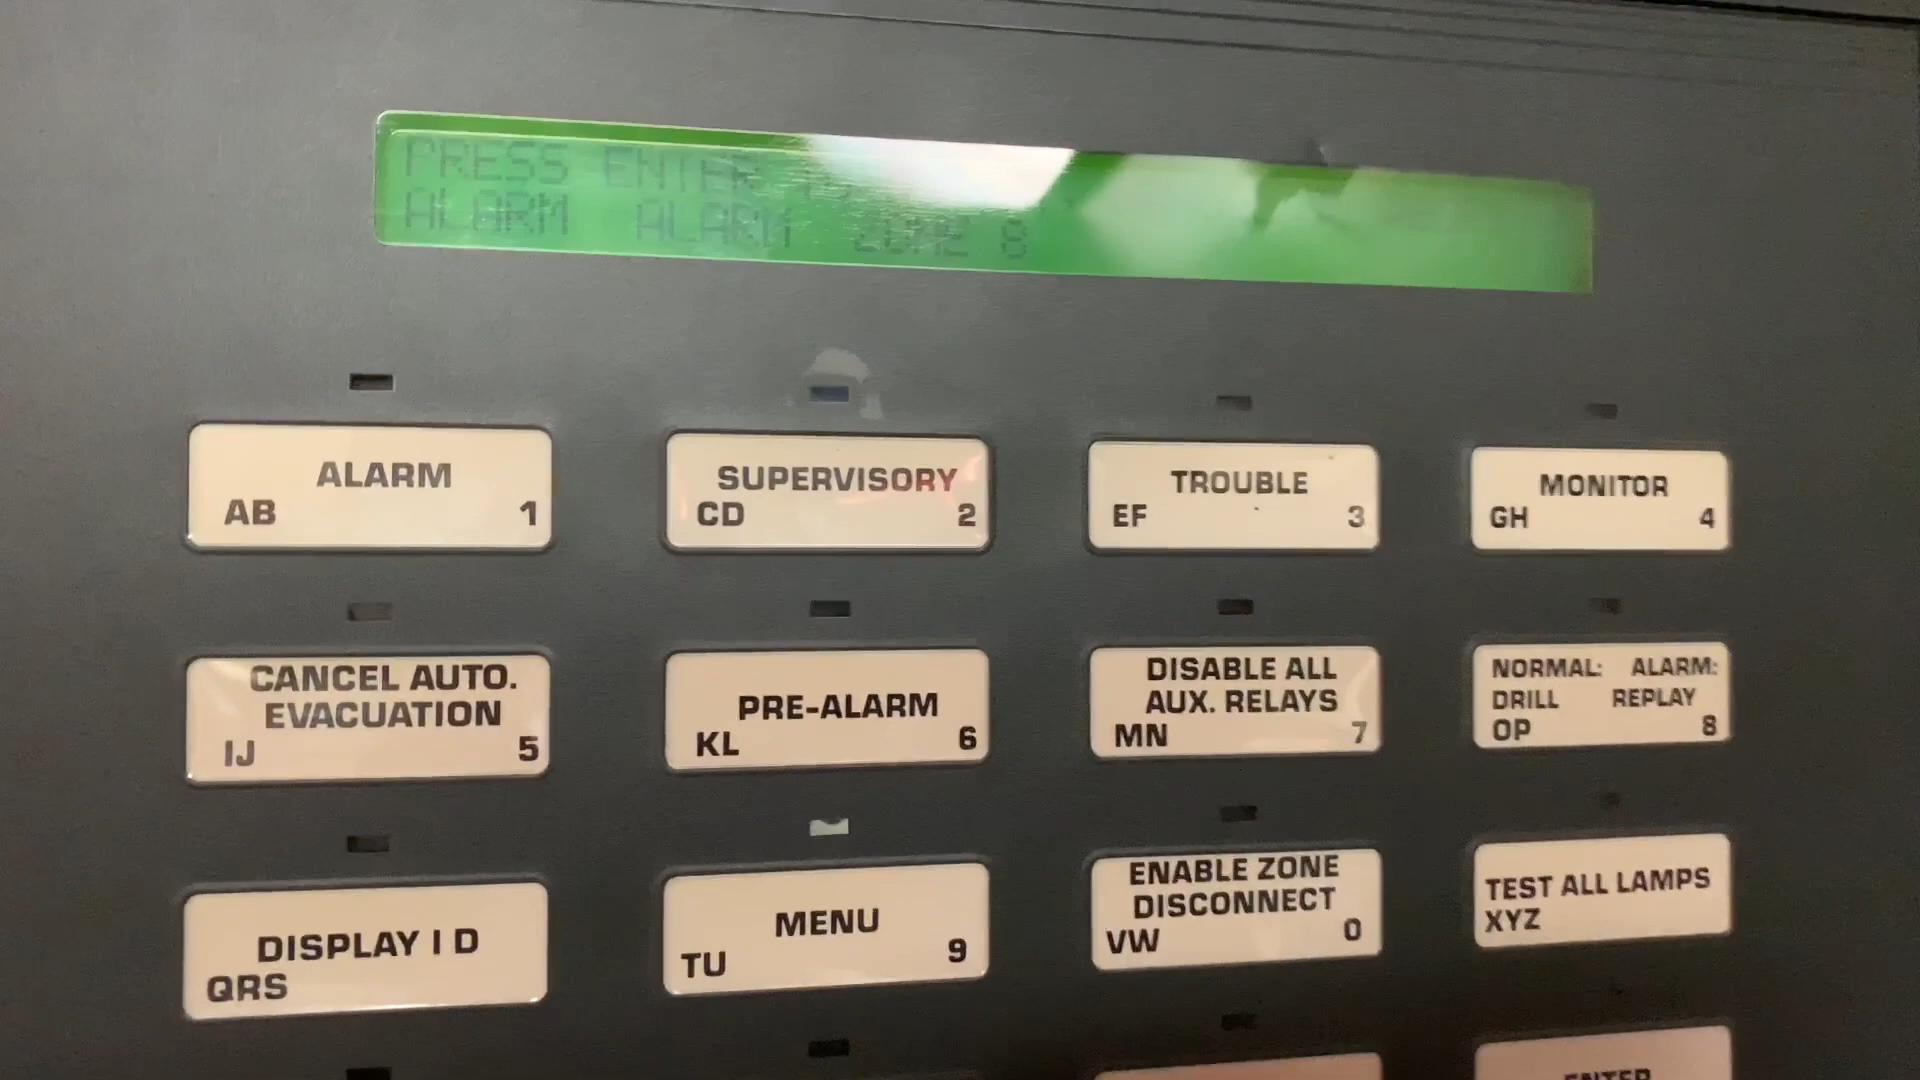 PRESS ENTER
ALARM ALARM ZONE 8
ALARM
AB 1
SUPERVISORY
CD 2
TROUBLE
EF 3
MONITOR
GH 4
CANCEL AUTO.
EVACUATION
IJ 5
PRE-ALARM
KL 6
DISABLE ALL
AUX. RELAYS
MN 7
NORMAL: ALARM:
DRILL REPLAY
OP 8
DISPLAY I D
QRS
MENU
TU 9
ENABLE ZONE
DISCONNECT
VW 0
TEST ALL LAMPS
XYZ
ENTER